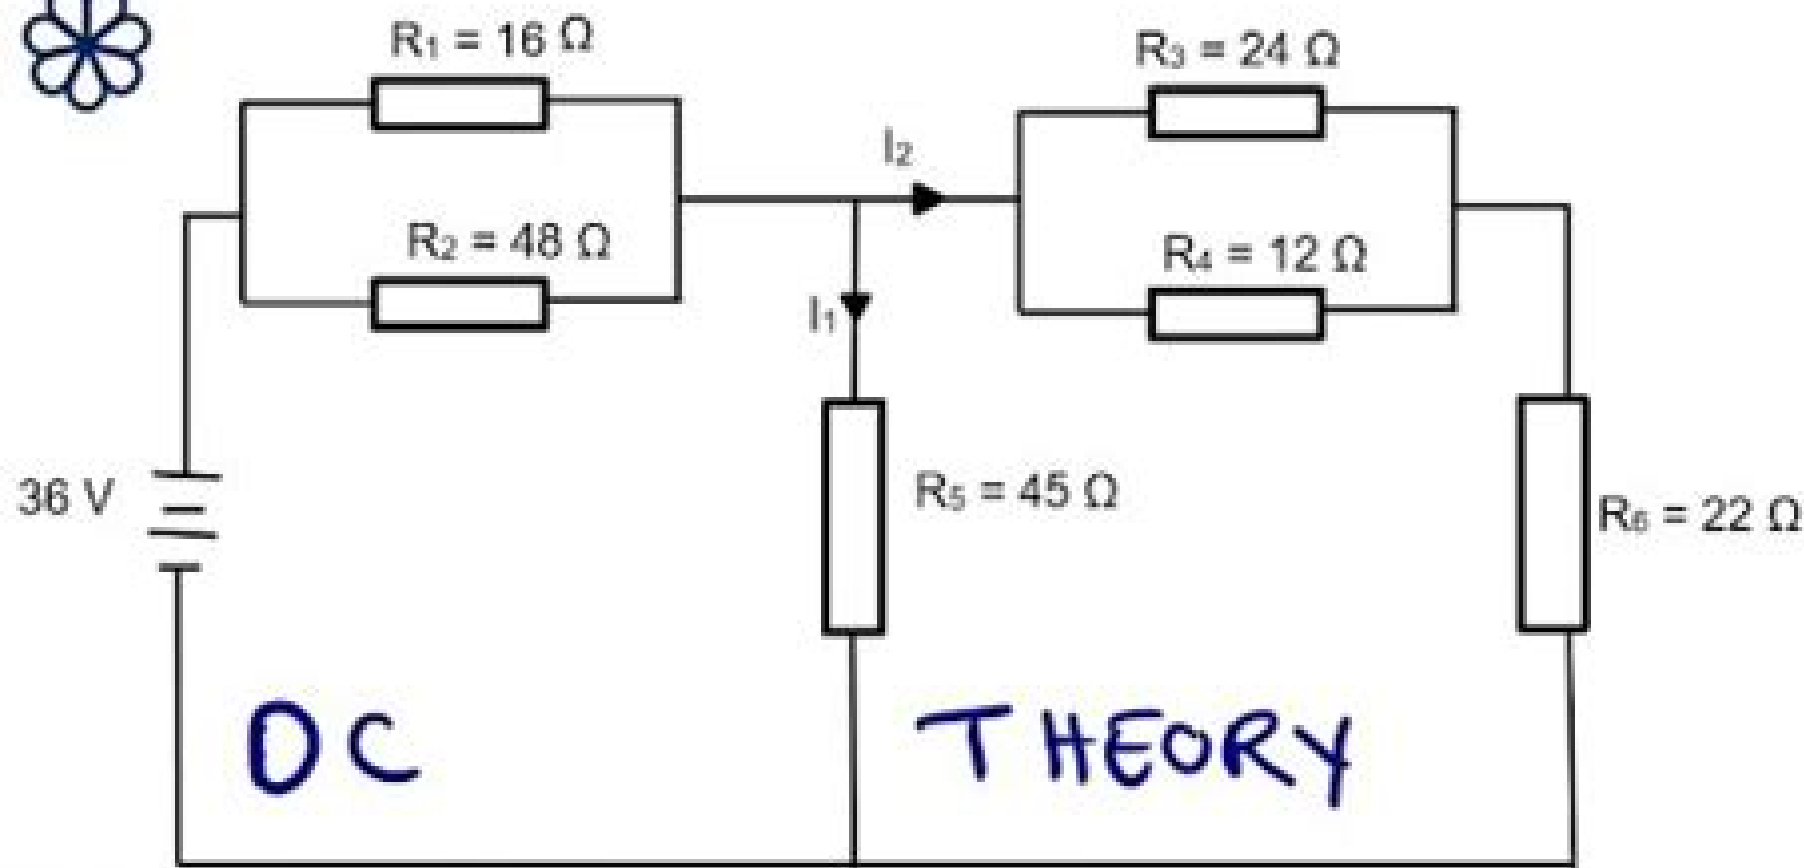 R₁ = 16 Ω
R₃ = 24 Ω
I₂
R₂ = 48 Ω
R₄ = 12 Ω
I₁
36 V
R₅ = 45 Ω
R₆ = 22 Ω
DC THEORY